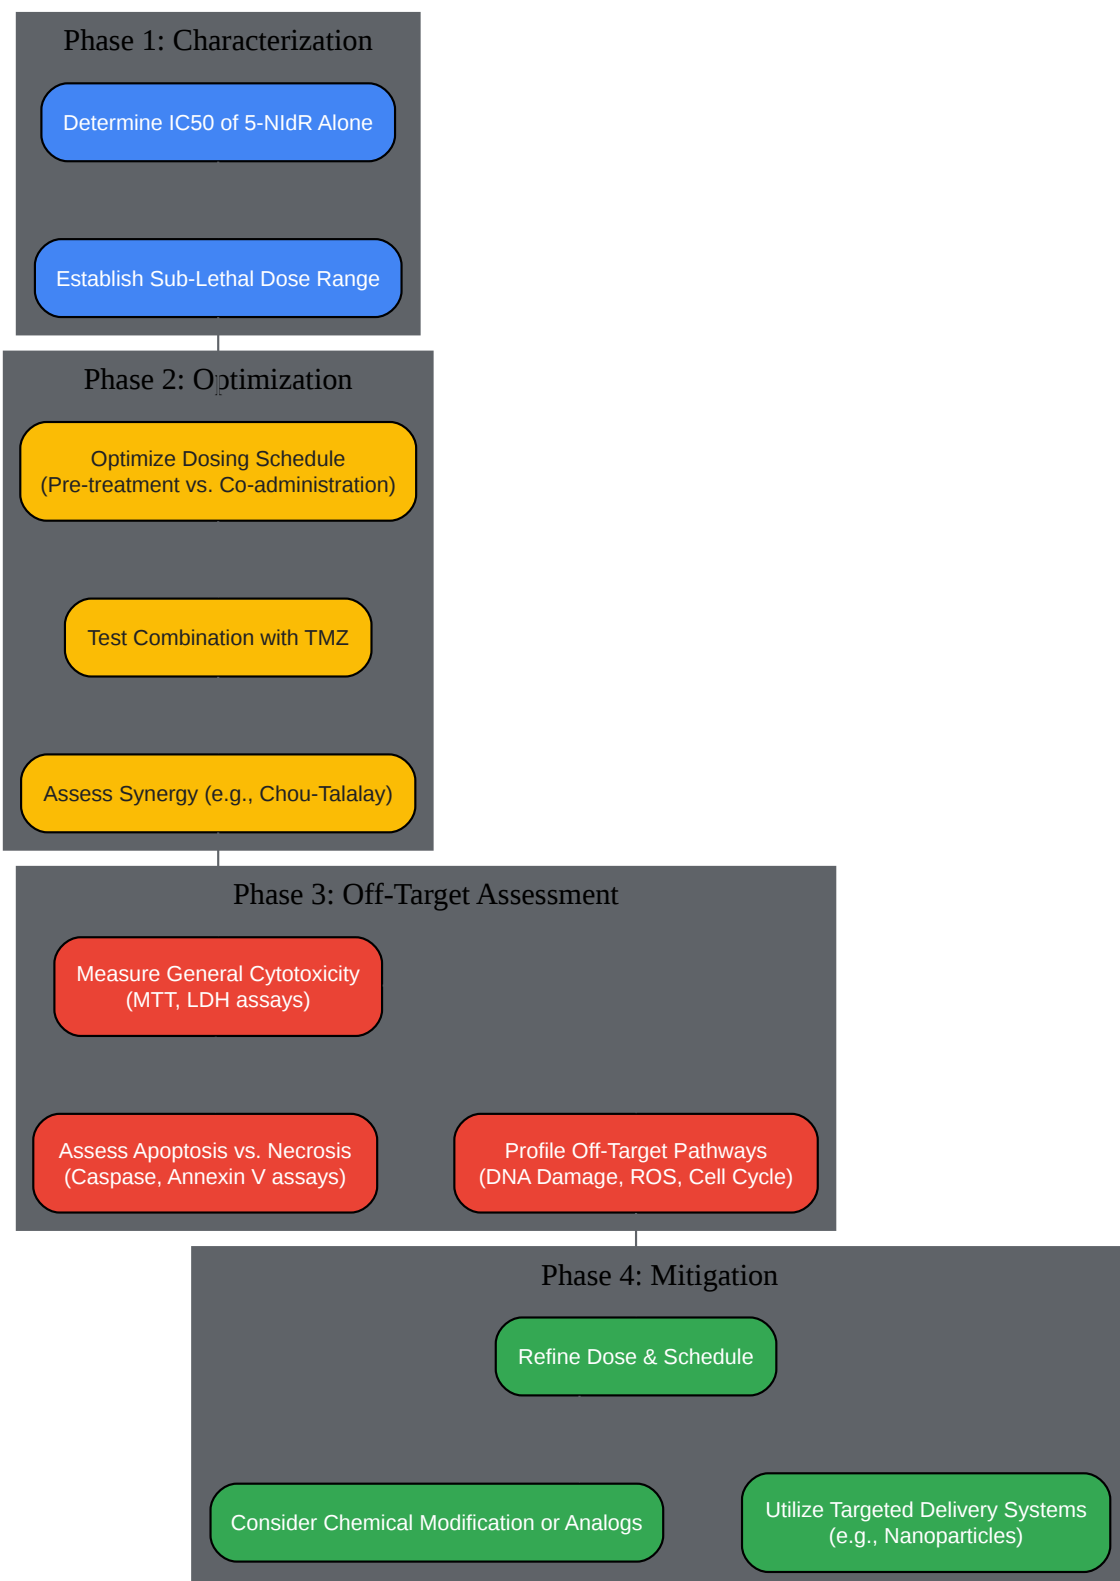 Phase 1: Characterization
Determine IC50 of 5-NIdR Alone
Establish Sub-Lethal Dose Range
Phase 2: Optimization
Optimize Dosing Schedule
(Pre-treatment vs. Co-administration)
Test Combination with TMZ
Assess Synergy (e.g., Chou-Talalay)
Phase 3: Off-Target Assessment
Measure General Cytotoxicity
(MTT, LDH assays)
Assess Apoptosis vs. Necrosis
(Caspase, Annexin V assays)
Profile Off-Target Pathways
(DNA Damage, ROS, Cell Cycle)
Phase 4: Mitigation
Refine Dose & Schedule
Consider Chemical Modification or Analogs
Utilize Targeted Delivery Systems
(e.g., Nanoparticles)